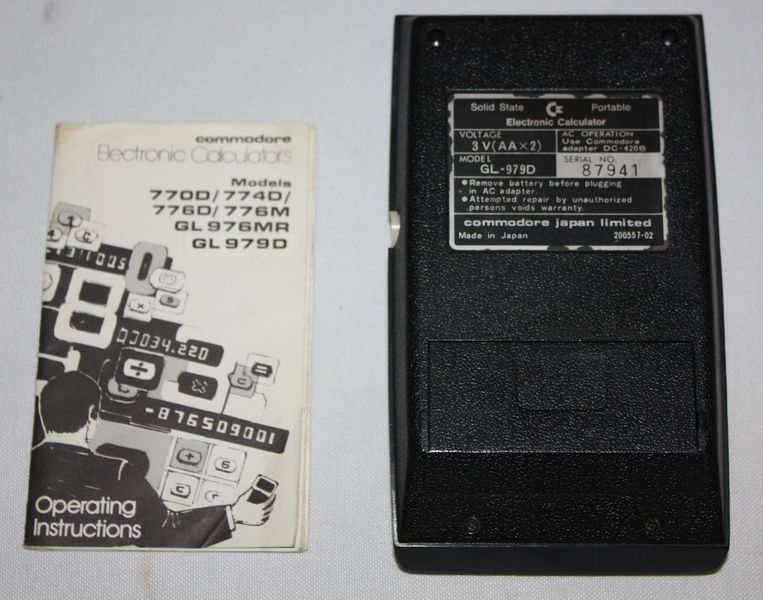 commodore
Electronic Calculators
Models
770D/774D/
776D/776M
GL 976MR
GL 979D
0034.220
-876509001
Operating
Instructions
Solid State Portable
Electronic Calculator
VOLTAGE
3 V(AA×2)
AC OPERATION
Use Commodore
adapter DC-420B
MODEL
GL-979D
SERIAL NO.
87941
● Remove battery before plugging
in AC adapter.
● Attempted repair by unauthorized
persons voids warranty.
commodore japan limited
Made in Japan 200557-02